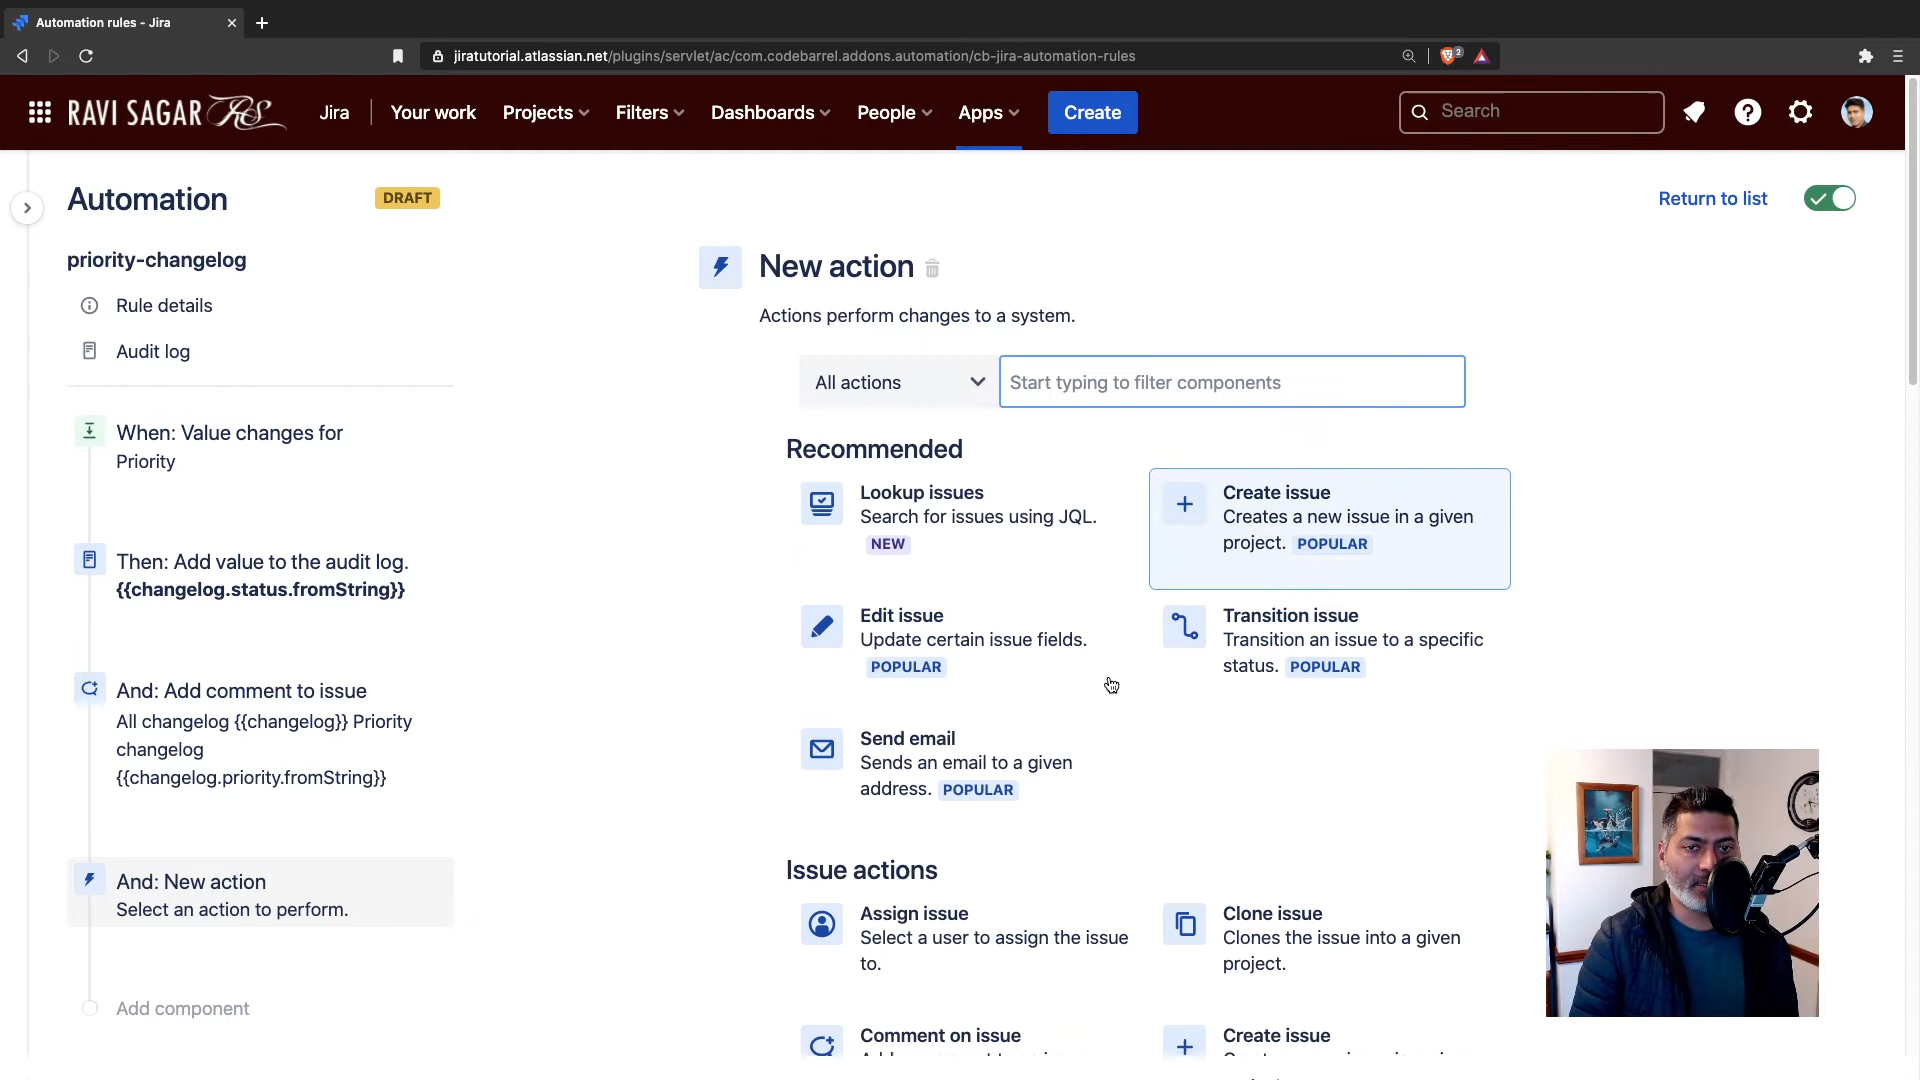 Automation rules - Jira
jiratutorial.atlassian.net/plugins/servlet/ac/com.codebarrel.addons.automation/cb-jira-automation-rules
2
RAVI SAGAR RS
Jira
Your work
Projects
Filters
Dashboards
People
Apps
Create
Search
Automation
DRAFT
Return to list
priority-changelog
Rule details
Audit log
When: Value changes for
Priority
Then: Add value to the audit log.
{{changelog.status.fromString}}
And: Add comment to issue
All changelog {{changelog}} Priority
changelog
{{changelog.priority.fromString}}
And: New action
Select an action to perform.
Add component
New action
Actions perform changes to a system.
All actions
Start typing to filter components
Recommended
Lookup issues
Search for issues using JQL.
NEW
Create issue
Creates a new issue in a given
project. POPULAR
Edit issue
Update certain issue fields.
POPULAR
Transition issue
Transition an issue to a specific
status. POPULAR
Send email
Sends an email to a given
address. POPULAR
Issue actions
Assign issue
Select a user to assign the issue
to.
Clone issue
Clones the issue into a given
project.
Comment on issue
Create issue